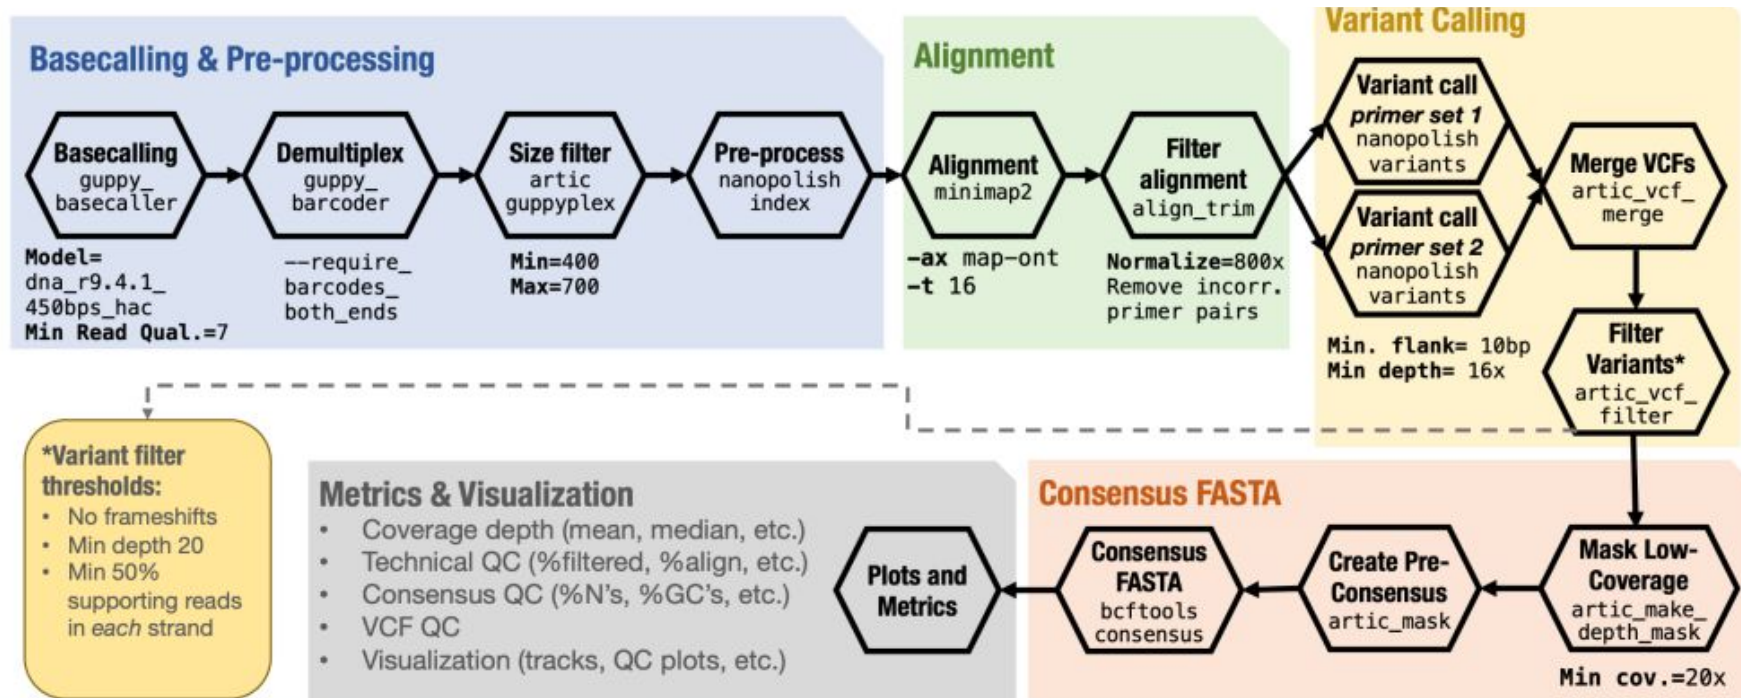 Basecalling & Pre-processing
Basecalling
guppy_
basecaller
Model=
dna_r9.4.1_
450bps_hac
Min Read Qual.=7
Demultiplex
guppy_
barcoder
--require_
barcodes_
both_ends
Size filter
artic
guppyplex
Min=400
Max=700
Pre-process
nanopolish
index
Alignment
Alignment
minimap2
-ax map-ont
-t 16
Filter
alignment
align_trim
Normalize=800x
Remove incorr.
primer pairs
Variant Calling
Variant call
primer set 1
nanopolish
variants
Variant call
primer set 2
nanopolish
variants
Min. flank= 10bp
Min depth= 16x
Merge VCFs
artic_vcf_
merge
Filter
Variants*
artic_vcf_
filter
*Variant filter
thresholds:
• No frameshifts
• Min depth 20
• Min 50%
supporting reads
in each strand
Consensus FASTA
Mask Low-
Coverage
artic_make_
depth_mask
Min cov.=20x
Create Pre-
Consensus
artic_mask
Consensus
FASTA
bcftools
consensus
Metrics & Visualization
• Coverage depth (mean, median, etc.)
• Technical QC (%filtered, %align, etc.)
• Consensus QC (%N's, %GC's, etc.)
• VCF QC
• Visualization (tracks, QC plots, etc.)
Plots and
Metrics